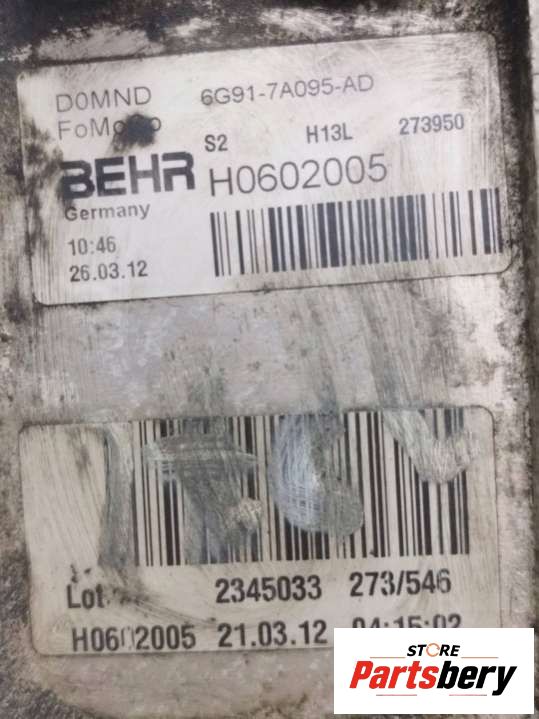 D0MND 6G91-7A095-AD
FoMoCo
S2 H13L 273950
BEHR H0602005
Germany
10:46
26.03.12
Lot. 2345033 273/546
H0602005 21.03.12 04:15:02
STORE
Partsbery